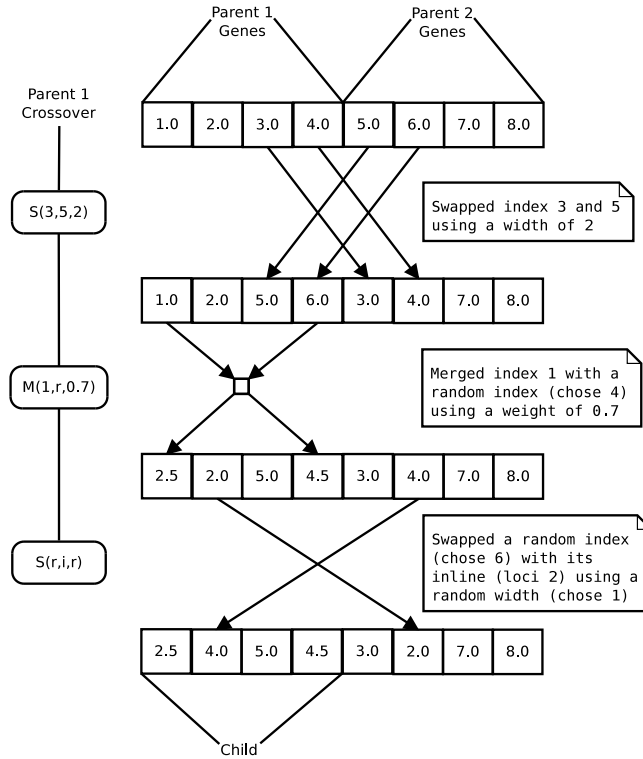 Parent 1
Genes
Parent 2
Genes
Parent 1
Crossover
1.0 2.0 3.0 4.0 5.0 6.0 7.0 8.0
S(3,5,2)
Swapped index 3 and 5
using a width of 2
1.0 2.0 5.0 6.0 3.0 4.0 7.0 8.0
M(1,r,0.7)
Merged index 1 with a
random index (chose 4)
using a weight of 0.7
2.5 2.0 5.0 4.5 3.0 4.0 7.0 8.0
S(r,i,r)
Swapped a random index
(chose 6) with its
inline (loci 2) using a
random width (chose 1)
2.5 4.0 5.0 4.5 3.0 2.0 7.0 8.0
Child